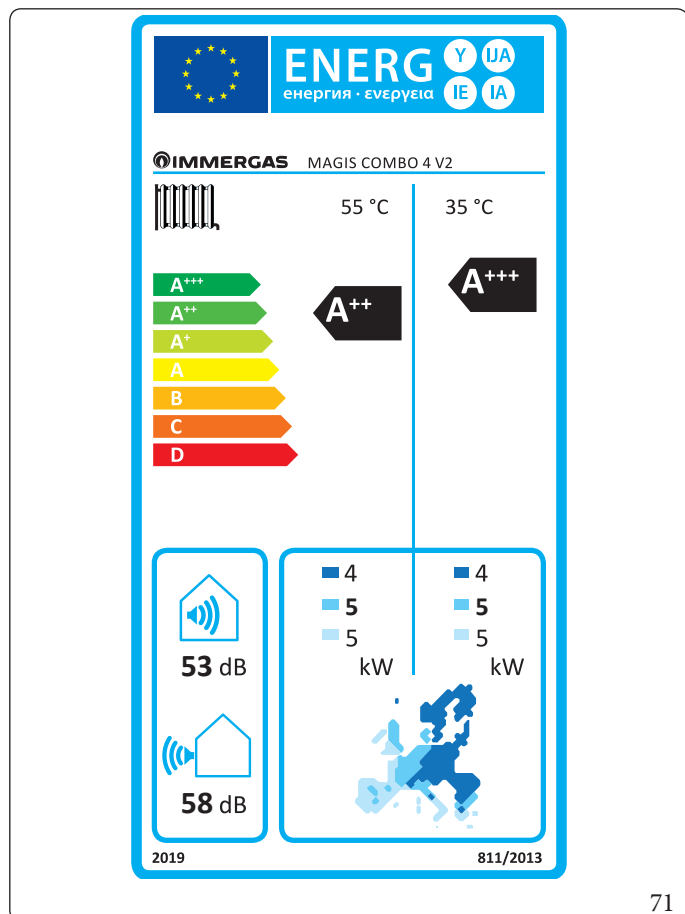 ENERG Y IJA
енергия · ενεργεια IE IA
IMMERGAS MAGIS COMBO 4 V2
55 °C 35 °C
A+++
A++
A+
A
B
C
D
A++
A+++
53 dB
58 dB
4
5
5
kW
4
5
5
kW
2019 811/2013
71